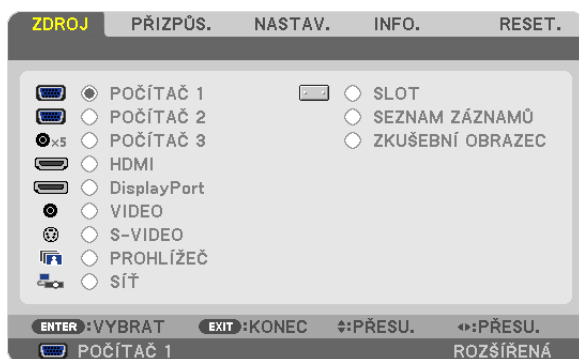 ZDROJ PŘIZPŮS. NASTAV. INFO. RESET.
POČÍTAČ 1 SLOT
POČÍTAČ 2 SEZNAM ZÁZNAMŮ
×5 POČÍTAČ 3 ZKUŠEBNÍ OBRAZEC
HDMI
DisplayPort
VIDEO
S-VIDEO
PROHLÍŽEČ
SÍŤ
ENTER :VYBRAT EXIT :KONEC :PŘESU. :PŘESU.
POČÍTAČ 1 ROZŠÍŘENÁ